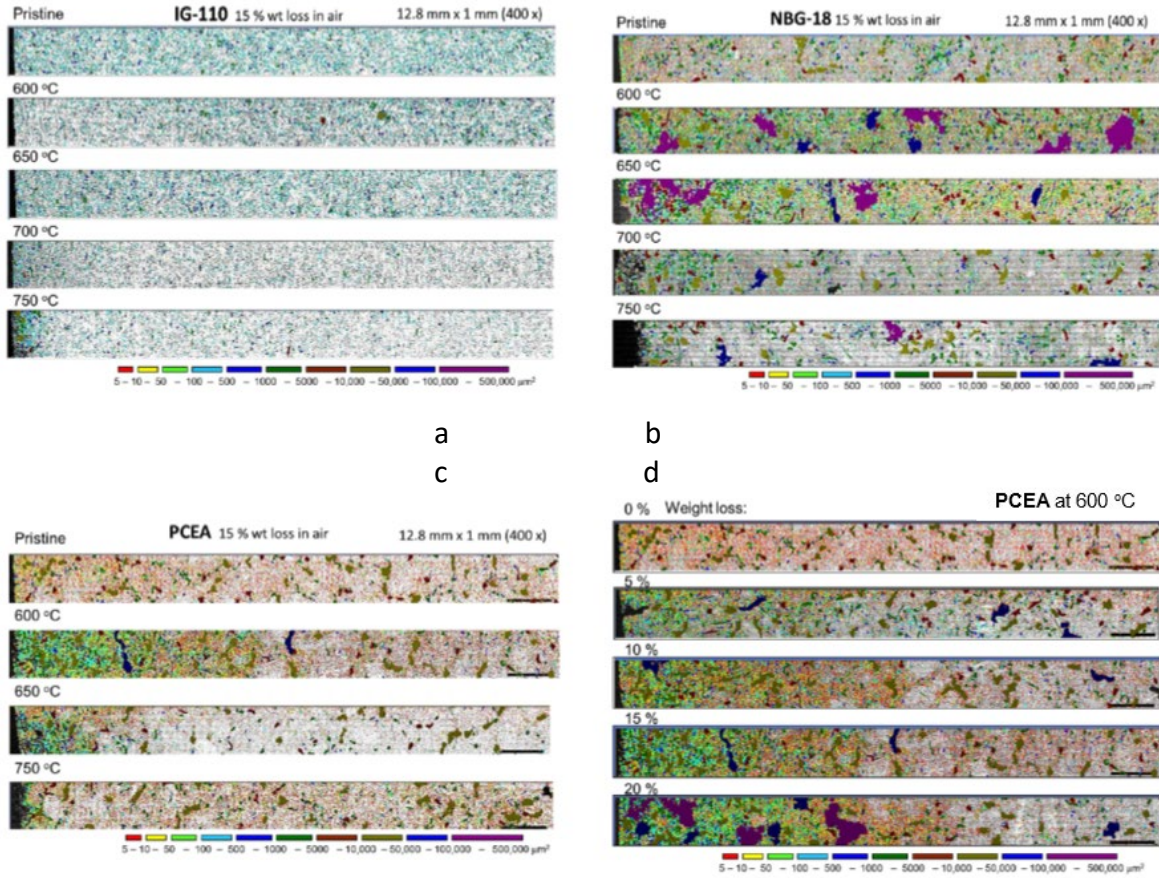 Pristine IG-110 15 % wt loss in air 12.8 mm x 1 mm (400 x)
600 °C
650 °C
700 °C
750 °C
5 – 10 – 50 – 100 – 500 – 1000 – 5000 – 10,000 – 50,000 – 100,000 – 500,000 µm²
Pristine NBG-18 15 % wt loss in air 12.8 mm x 1 mm (400 x)
600 °C
650 °C
700 °C
750 °C
5 – 10 – 50 – 100 – 500 – 1000 – 5000 – 10,000 – 50,000 – 100,000 – 500,000 µm²
a b
c d
Pristine PCEA 15 % wt loss in air 12.8 mm x 1 mm (400 x)
600 °C
650 °C
750 °C
5 – 10 – 50 – 100 – 500 – 1000 – 5000 – 10,000 – 50,000 – 100,000 – 500,000 µm²
0 % Weight loss: PCEA at 600 °C
5 %
10 %
15 %
20 %
5 – 10 – 50 – 100 – 500 – 1000 – 5000 – 10,000 – 50,000 – 100,000 – 500,000 µm²